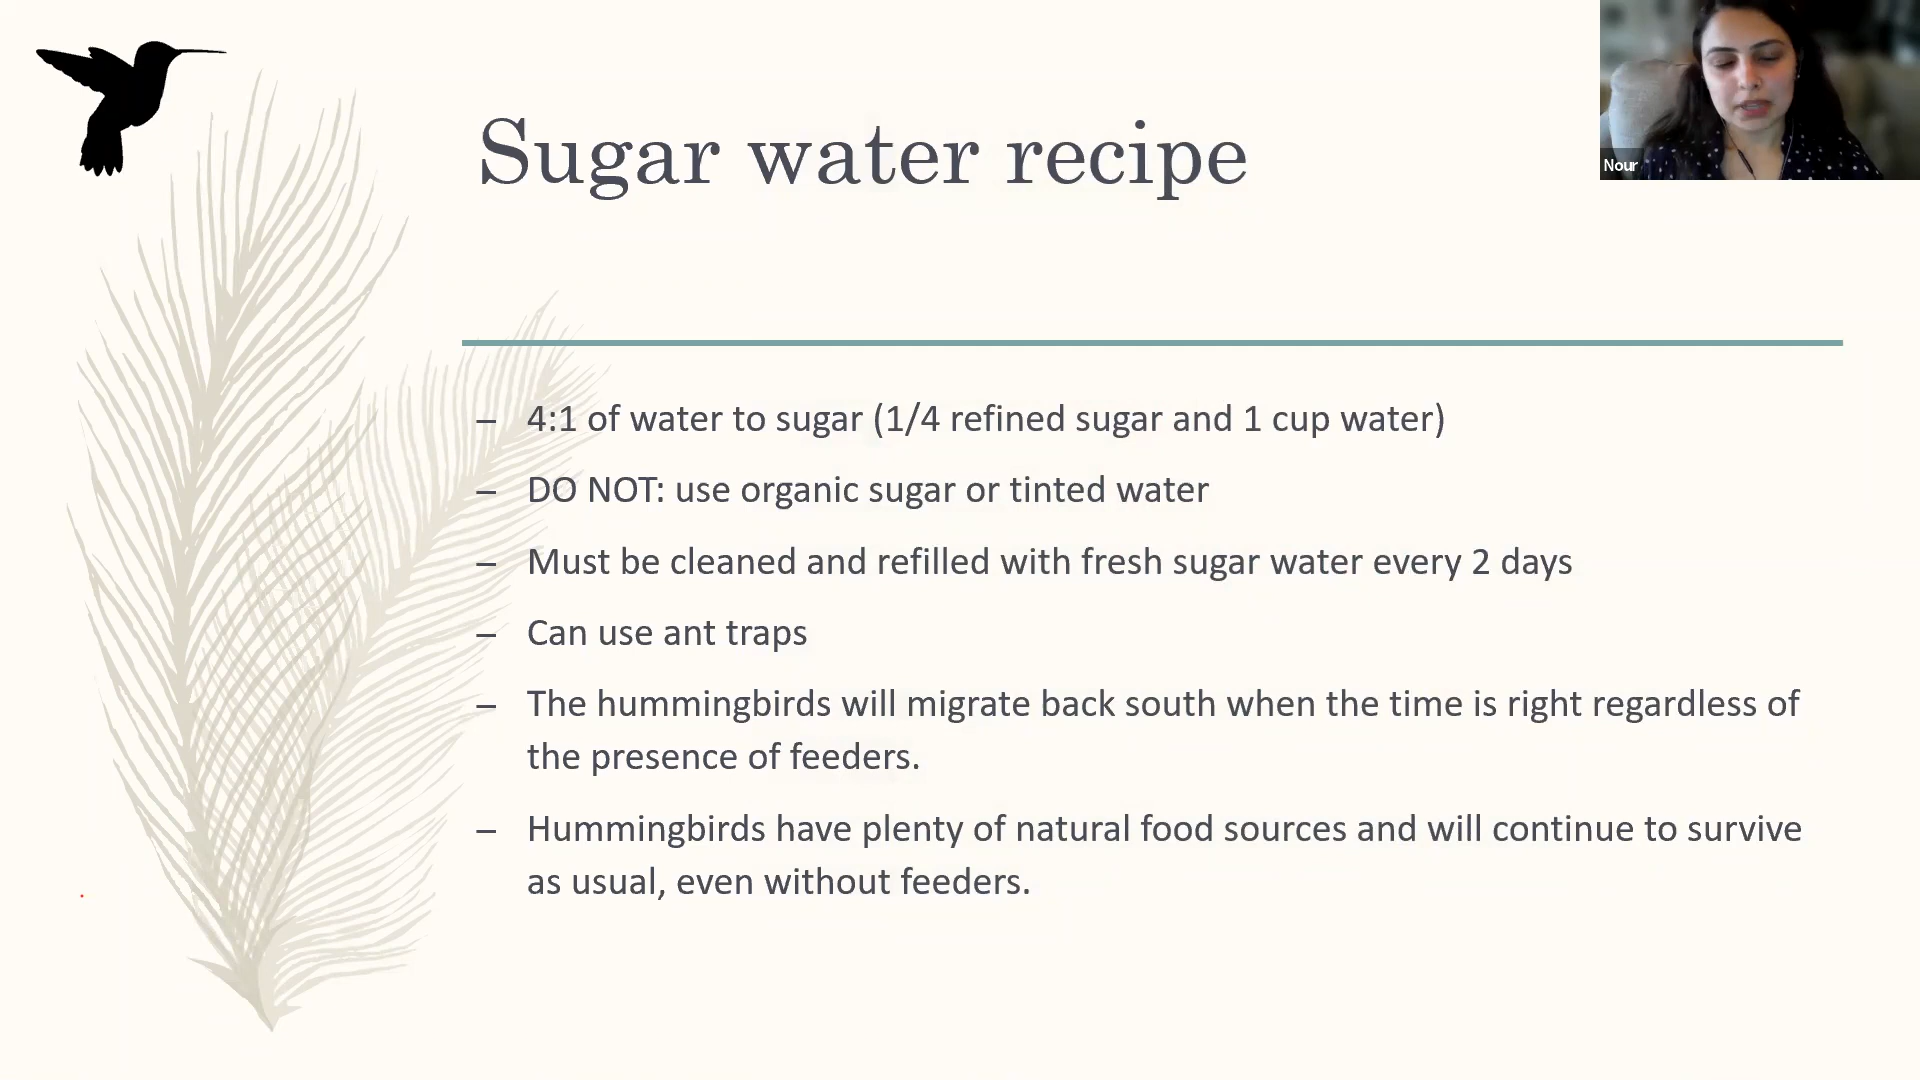 Sugar water recipe
Nour
– 4:1 of water to sugar (1/4 refined sugar and 1 cup water)
– DO NOT: use organic sugar or tinted water
– Must be cleaned and refilled with fresh sugar water every 2 days
– Can use ant traps
– The hummingbirds will migrate back south when the time is right regardless of
the presence of feeders.
– Hummingbirds have plenty of natural food sources and will continue to survive
as usual, even without feeders.